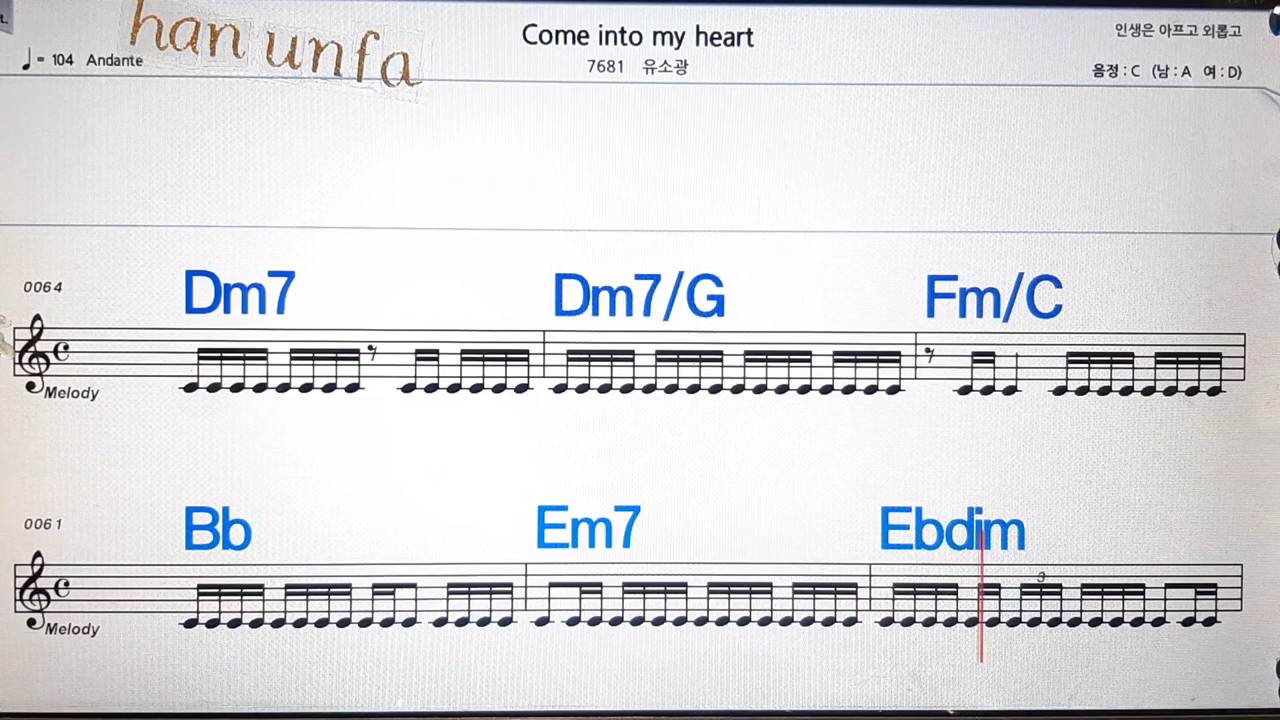 t.
han unfa
Come into my heart
인생은 아프고 외롭고
♩ = 104 Andante
7681 유소광
음정 : C (남 : A 여 : D)
0064
Dm7 Dm7/G Fm/C
Melody
0061
Bb Em7 Ebdim
3
Melody